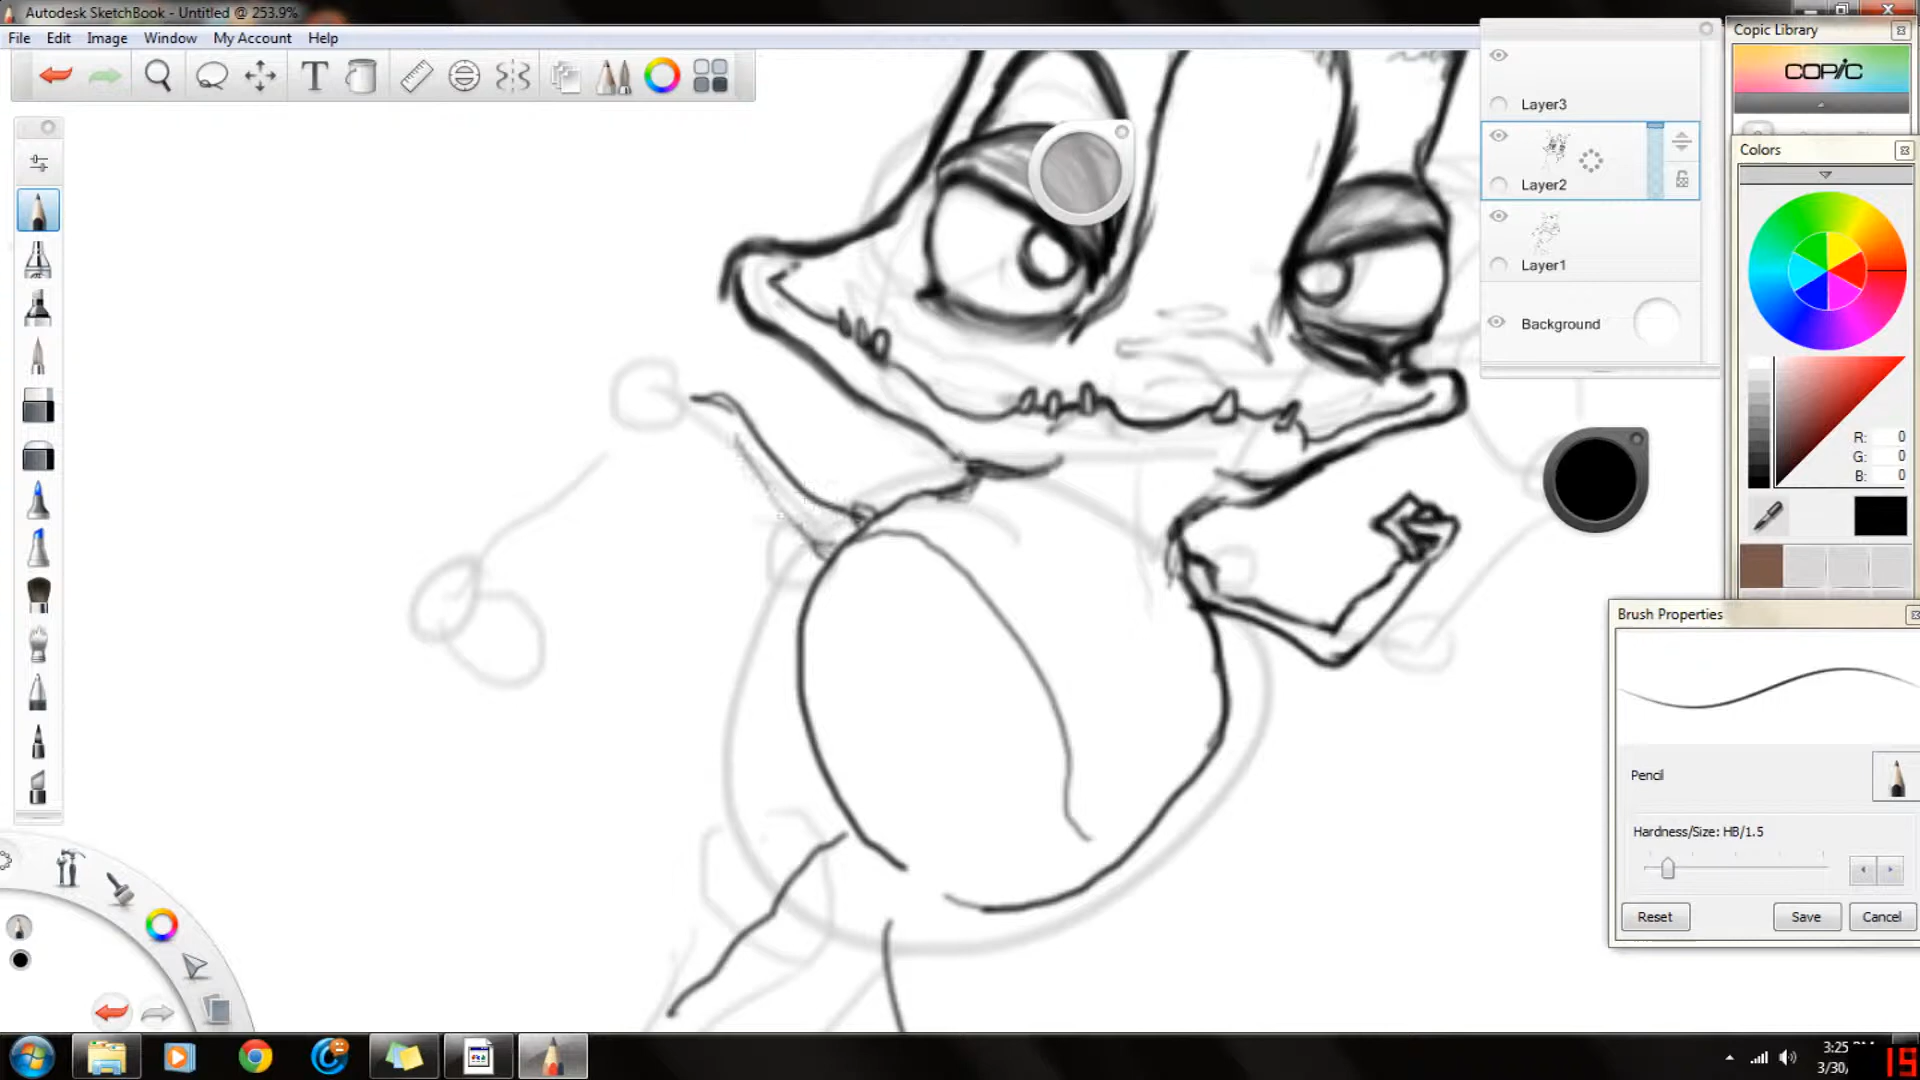 Autodesk SketchBook - Untitled @ 253.9%
File Edit Image Window My Account Help
Copic Library
COPIC
Layer3
Layer2
Layer1
Background
Colors
R: 0
G: 0
B: 0
Brush Properties
Pencil
Hardness/Size: HB/1.5
Reset Save Cancel
3:25
3/30/
15